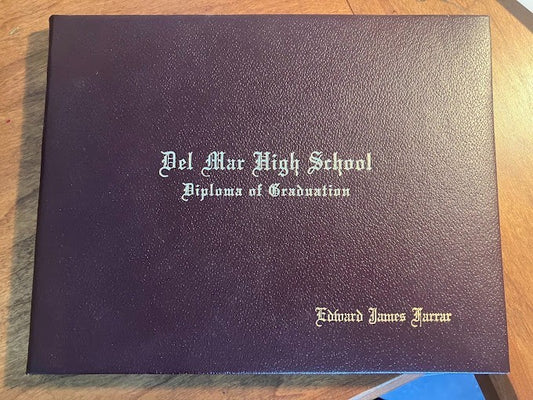 Del Mar High School
Diploma of Graduation
Edward James Farrar